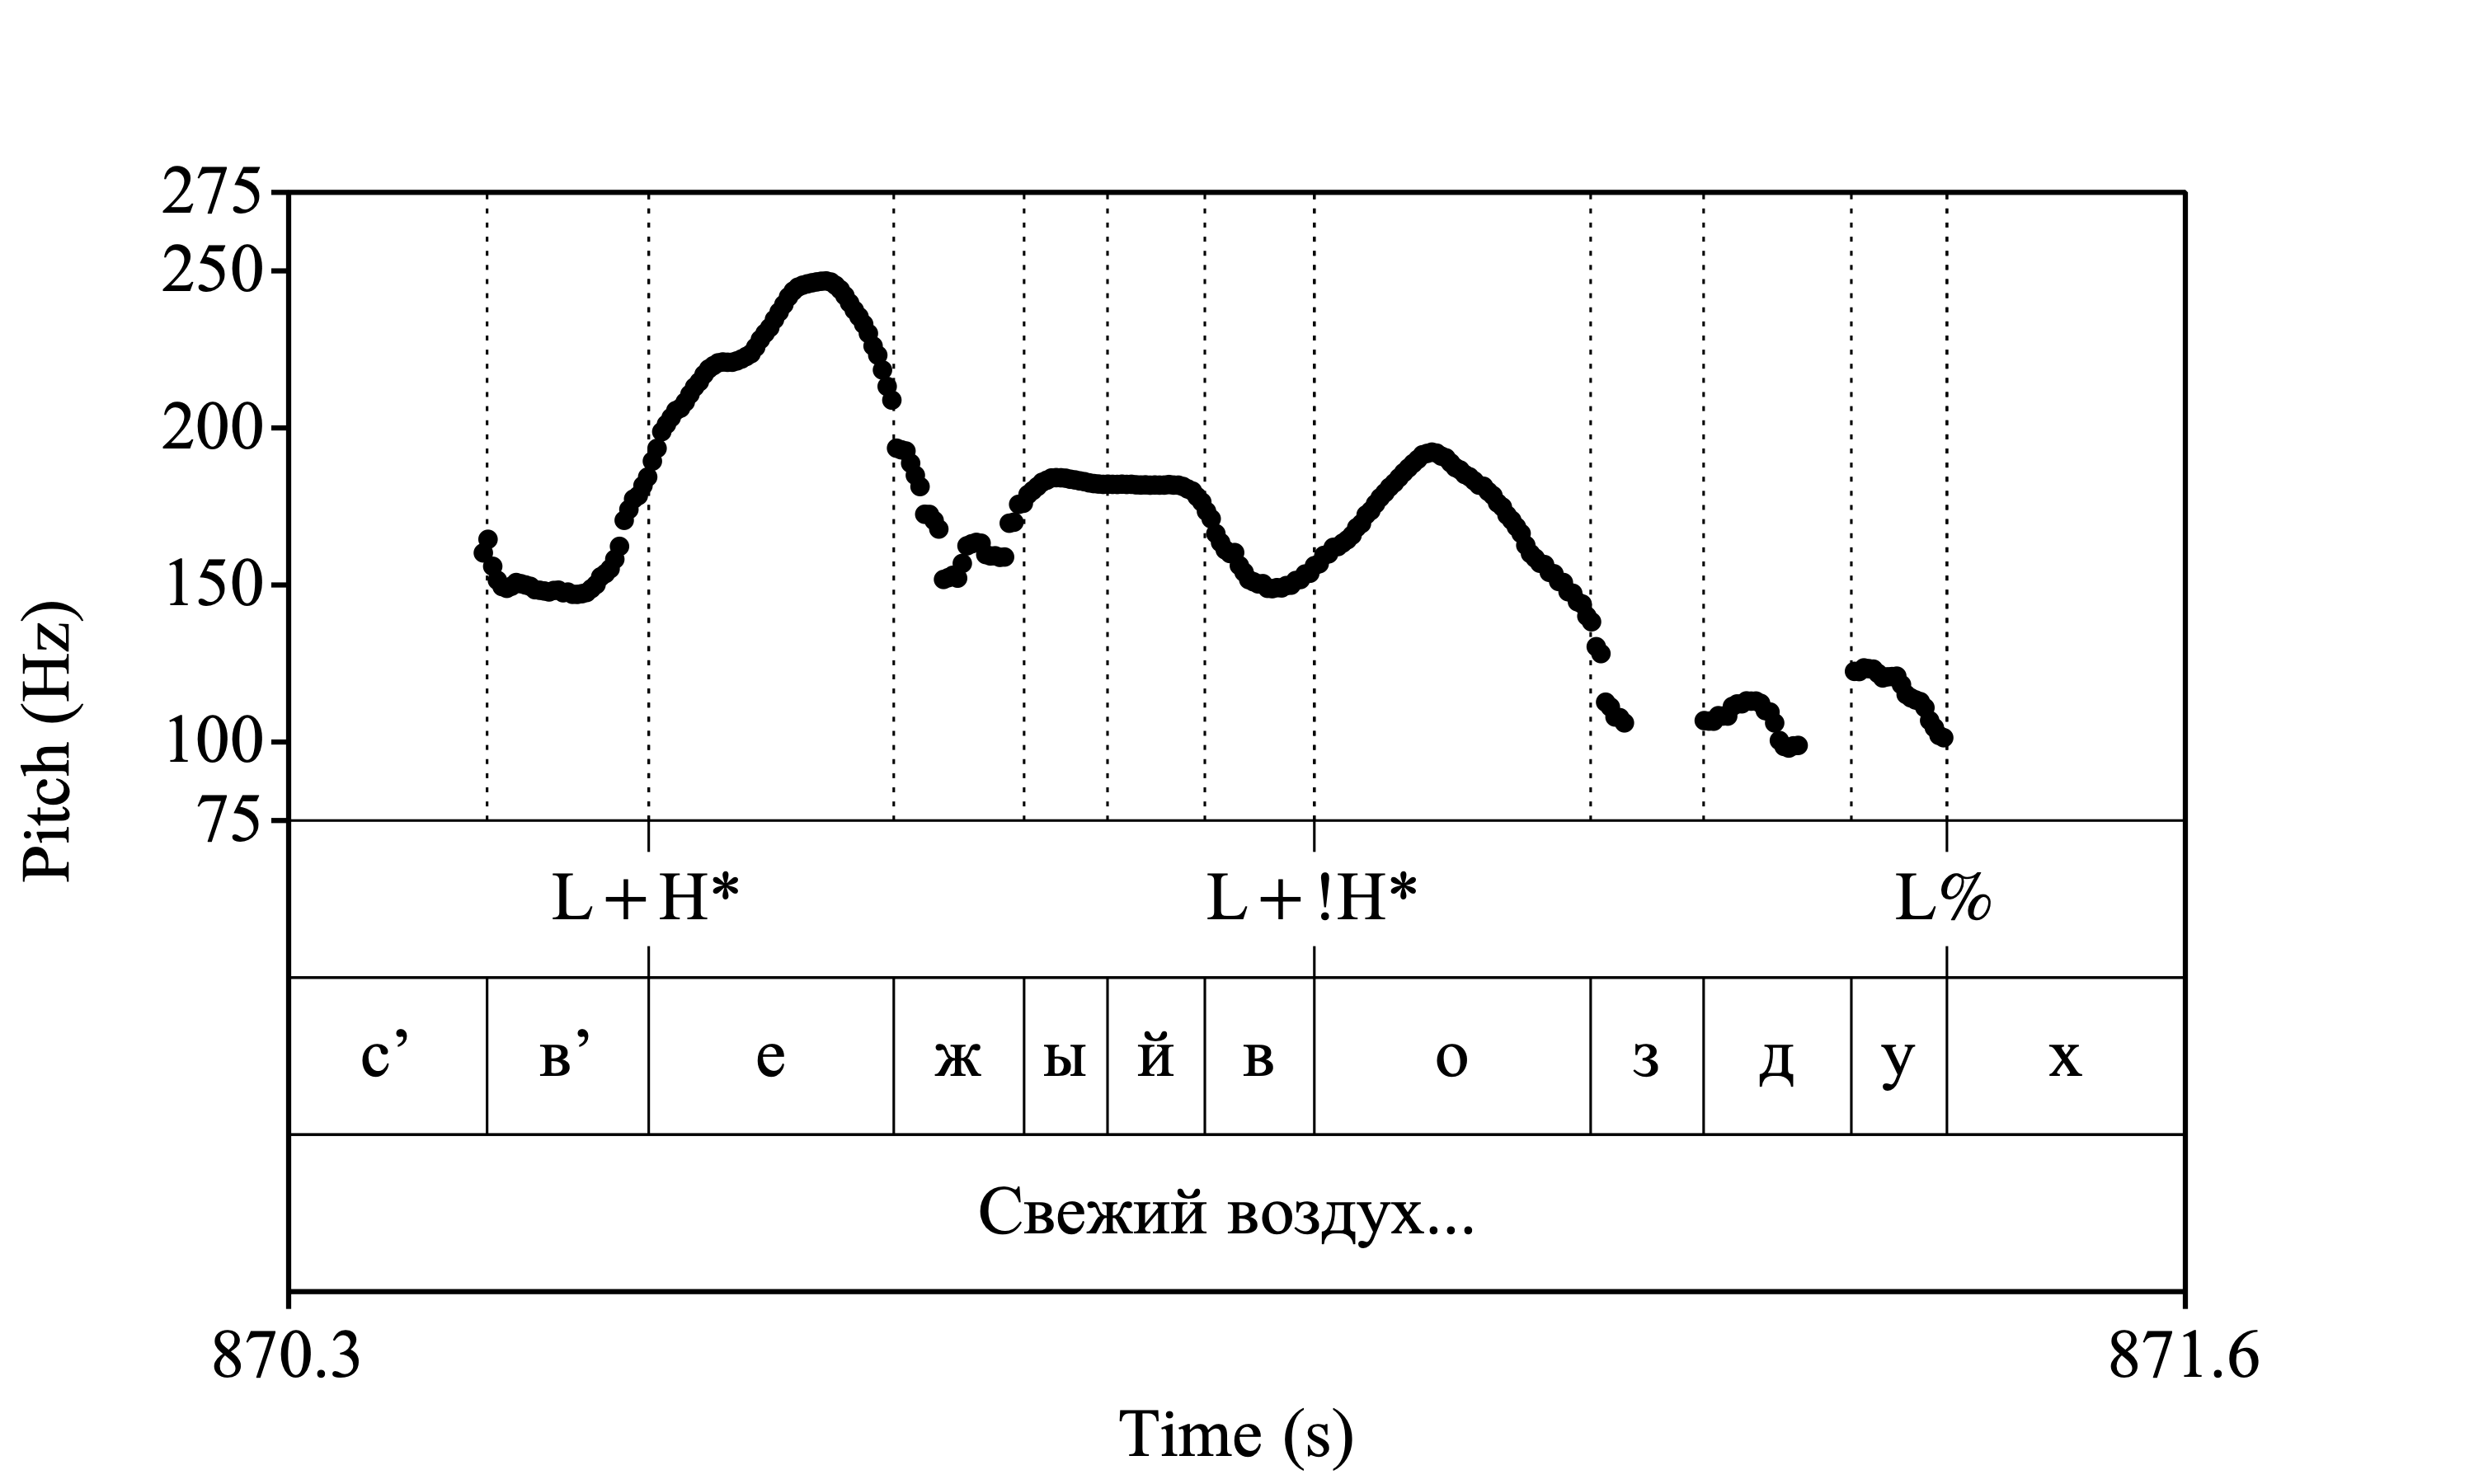 275
250
200
150
100
75
Pitch (Hz)
L+H* L+!H* L%
с’ в’ е ж ы й в о з д у х
Свежий воздух...
870.3 871.6
Time (s)